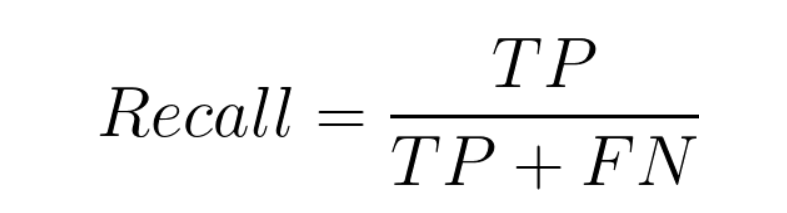 Recall = TP / TP + FN